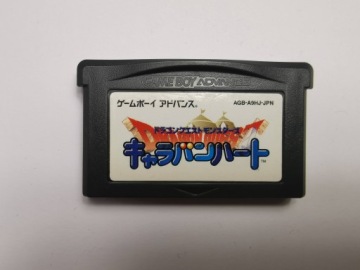 GAME BOY ADVANCE
ゲームボーイ アドバンス
AGB-A9HJ-JPN
ドラゴンクエストモンスターズ
キャラバンハート